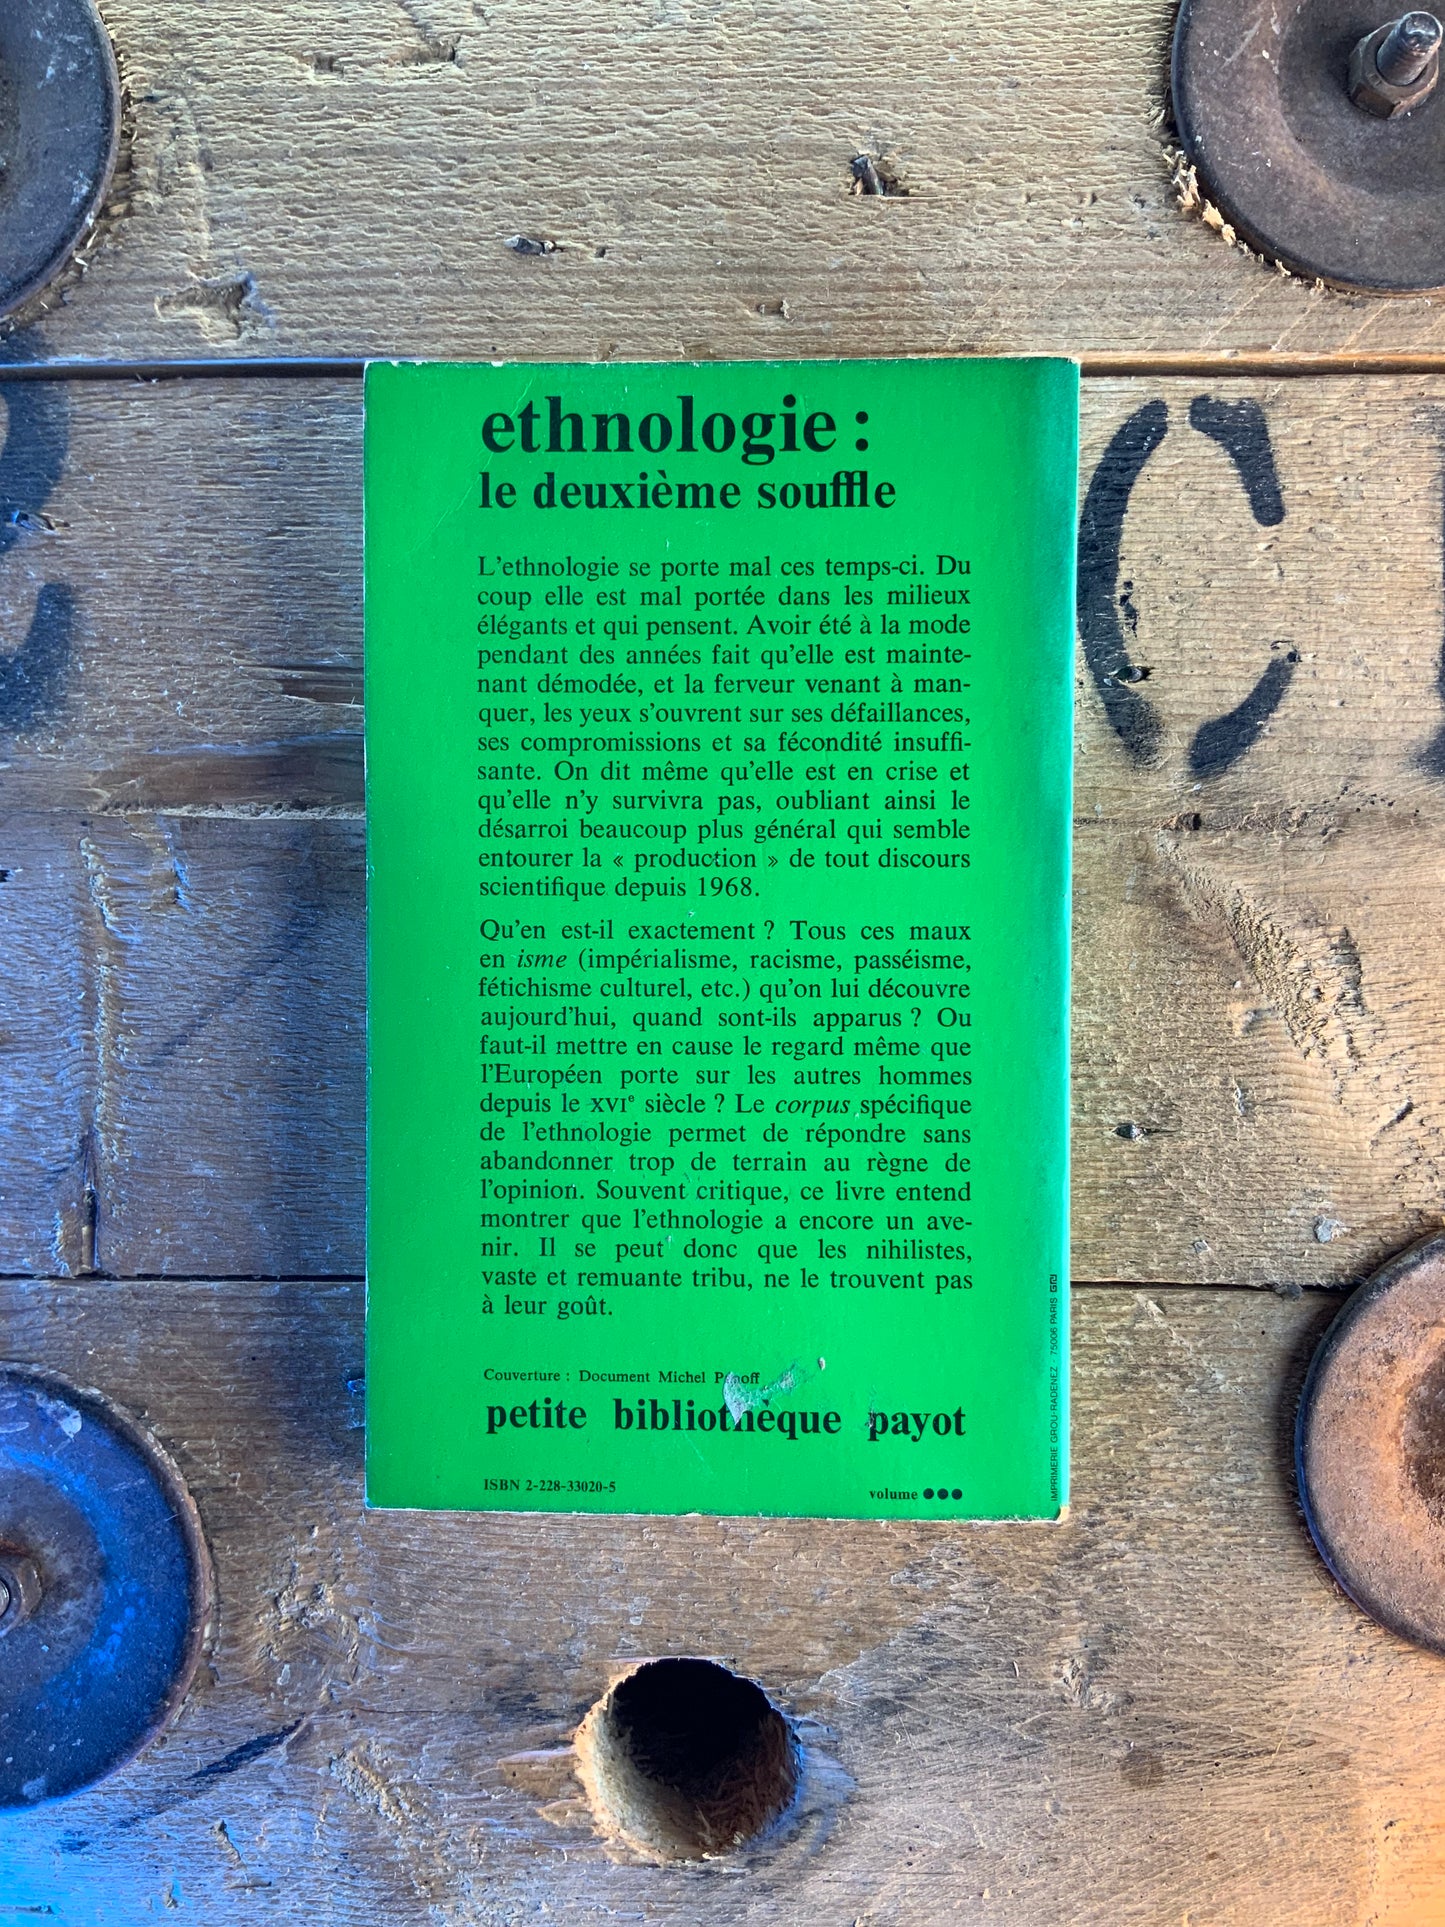 ethnologie :
le deuxième souffle
L'ethnologie se porte mal ces temps-ci. Du
coup elle est mal portée dans les milieux
élégants et qui pensent. Avoir été à la mode
pendant des années fait qu'elle est mainte-
nant démodée, et la ferveur venant à man-
quer, les yeux s'ouvrent sur ses défaillances,
ses compromissions et sa fécondité insuffi-
sante. On dit même qu'elle est en crise et
qu'elle n'y survivra pas, oubliant ainsi le
désarroi beaucoup plus général qui semble
entourer la « production » de tout discours
scientifique depuis 1968.
Qu'en est-il exactement ? Tous ces maux
en isme (impérialisme, racisme, passéisme,
fétichisme culturel, etc.) qu'on lui découvre
aujourd'hui, quand sont-ils apparus ? Ou
faut-il mettre en cause le regard même que
l'Européen porte sur les autres hommes
depuis le XVIe siècle ? Le corpus spécifique
de l'ethnologie permet de répondre sans
abandonner trop de terrain au règne de
l'opinion. Souvent critique, ce livre entend
montrer que l'ethnologie a encore un ave-
nir. Il se peut donc que les nihilistes,
vaste et remuante tribu, ne le trouvent pas
à leur goût.
Couverture : Document Michel Panoff
petite bibliothèque payot
ISBN 2-228-33020-5
volume ●●●
IMPRIMERIE GROU-RADENEZ - 75006 PARIS
C